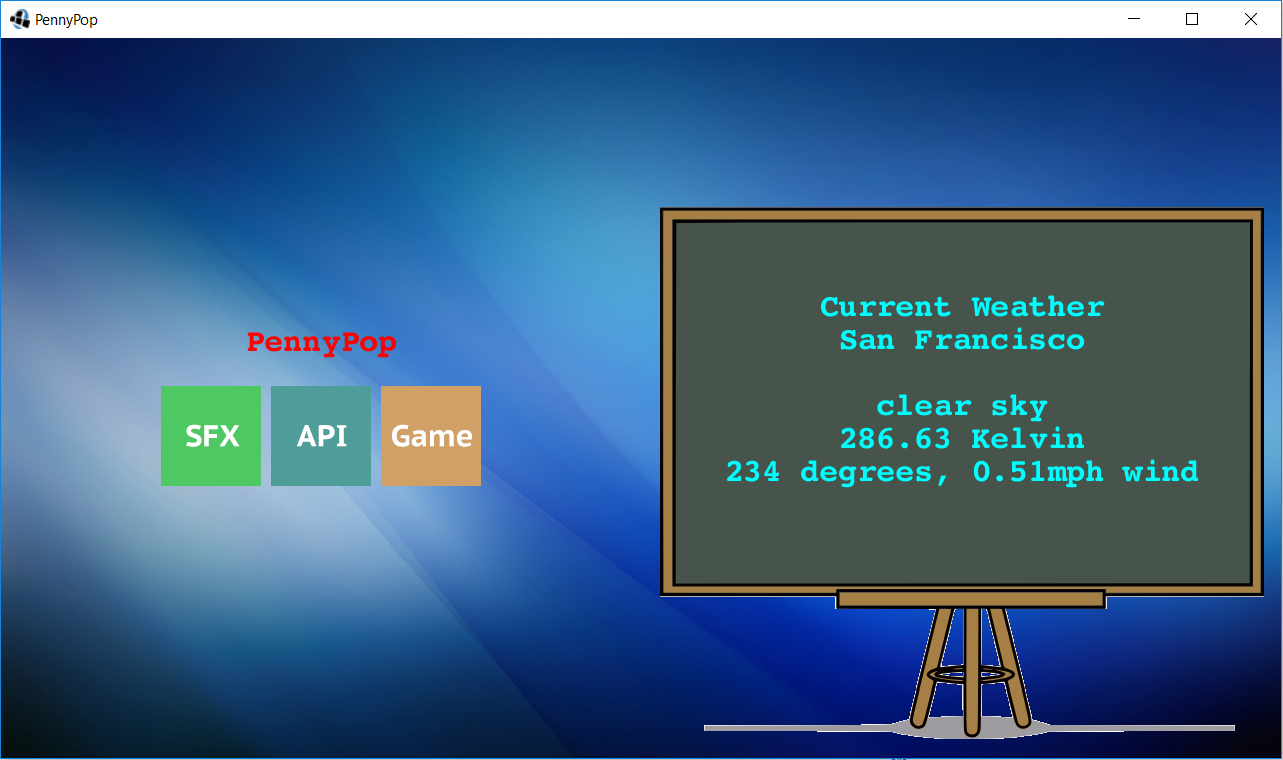 PennyPop
PennyPop
SFX
API
Game
Current Weather
San Francisco
clear sky
286.63 Kelvin
234 degrees, 0.51mph wind